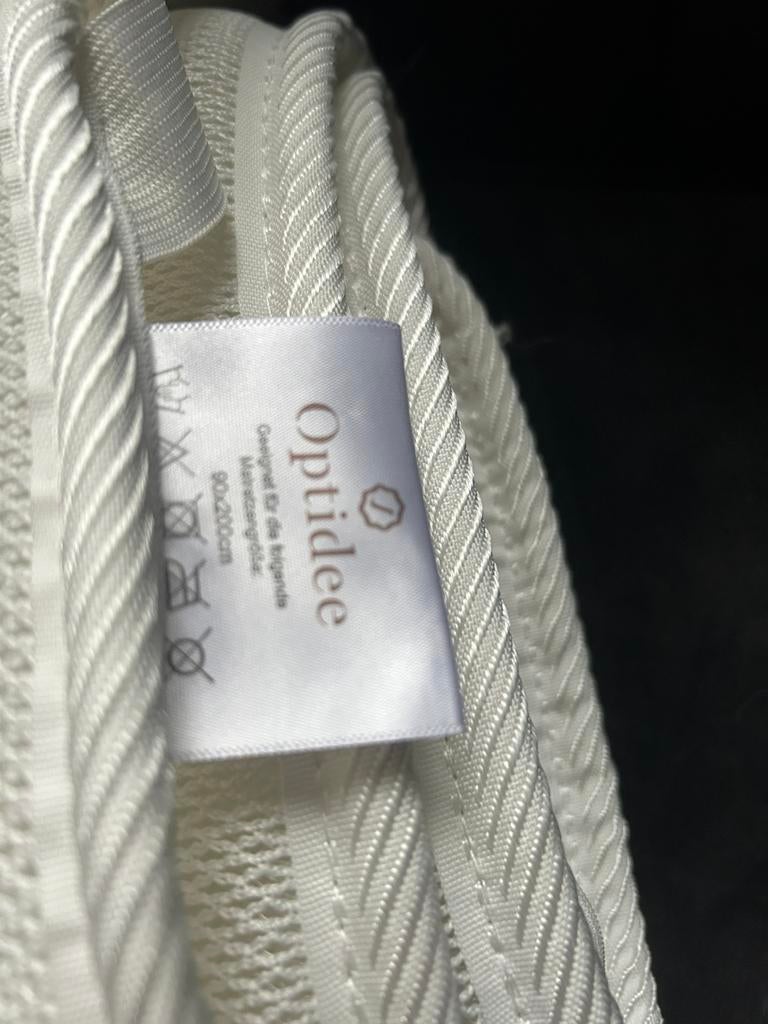 Optidee
Geeignet für die folgende
Matratzengröße:
90x200cm